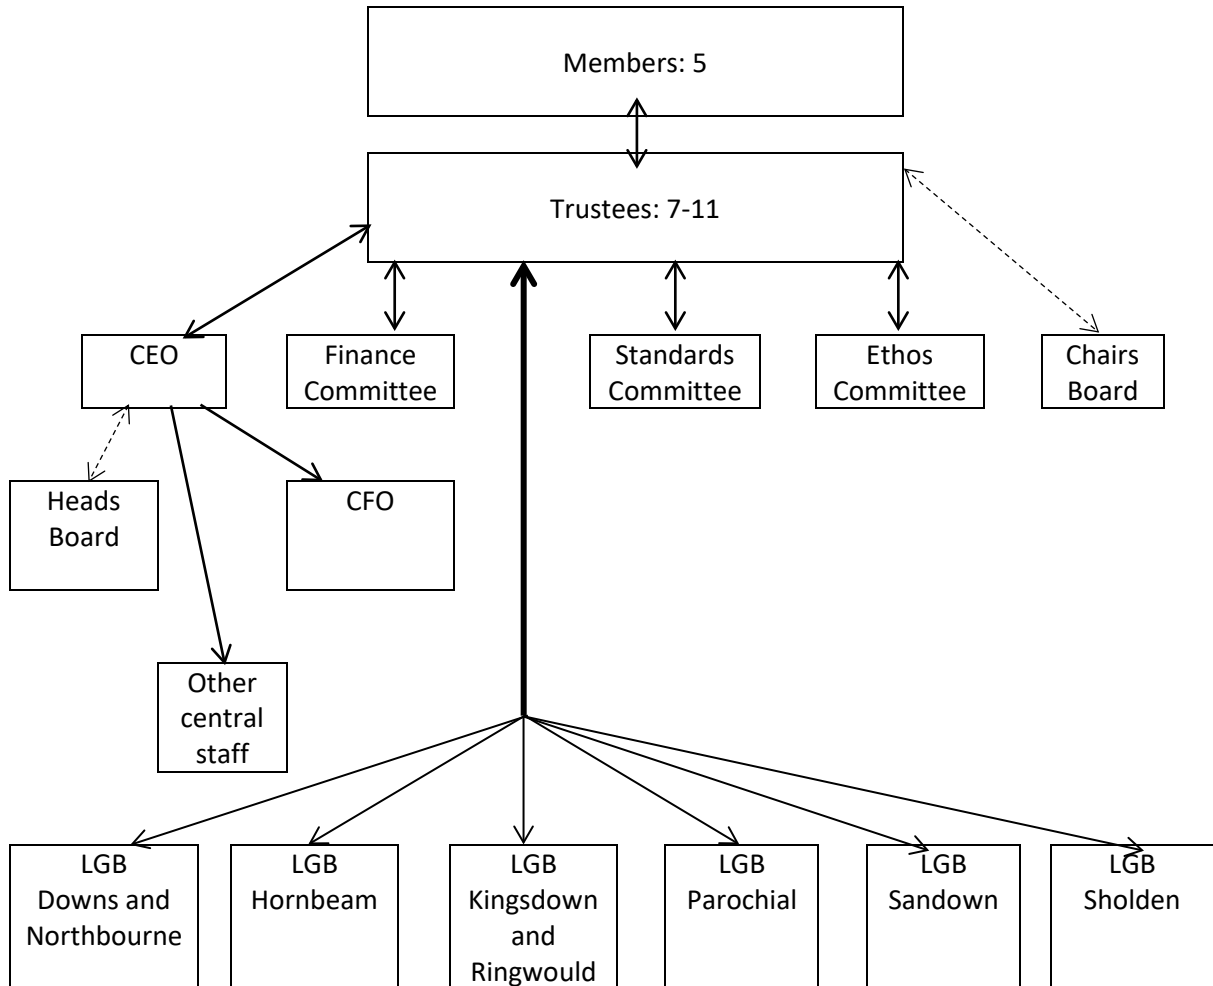 Members: 5
Trustees: 7-11
CEO
Finance
Committee
Standards
Committee
Ethos
Committee
Chairs
Board
Heads
Board
CFO
Other
central
staff
LGB
Downs and
Northbourne
LGB
Hornbeam
LGB
Kingsdown
and
Ringwould
LGB
Parochial
LGB
Sandown
LGB
Sholden